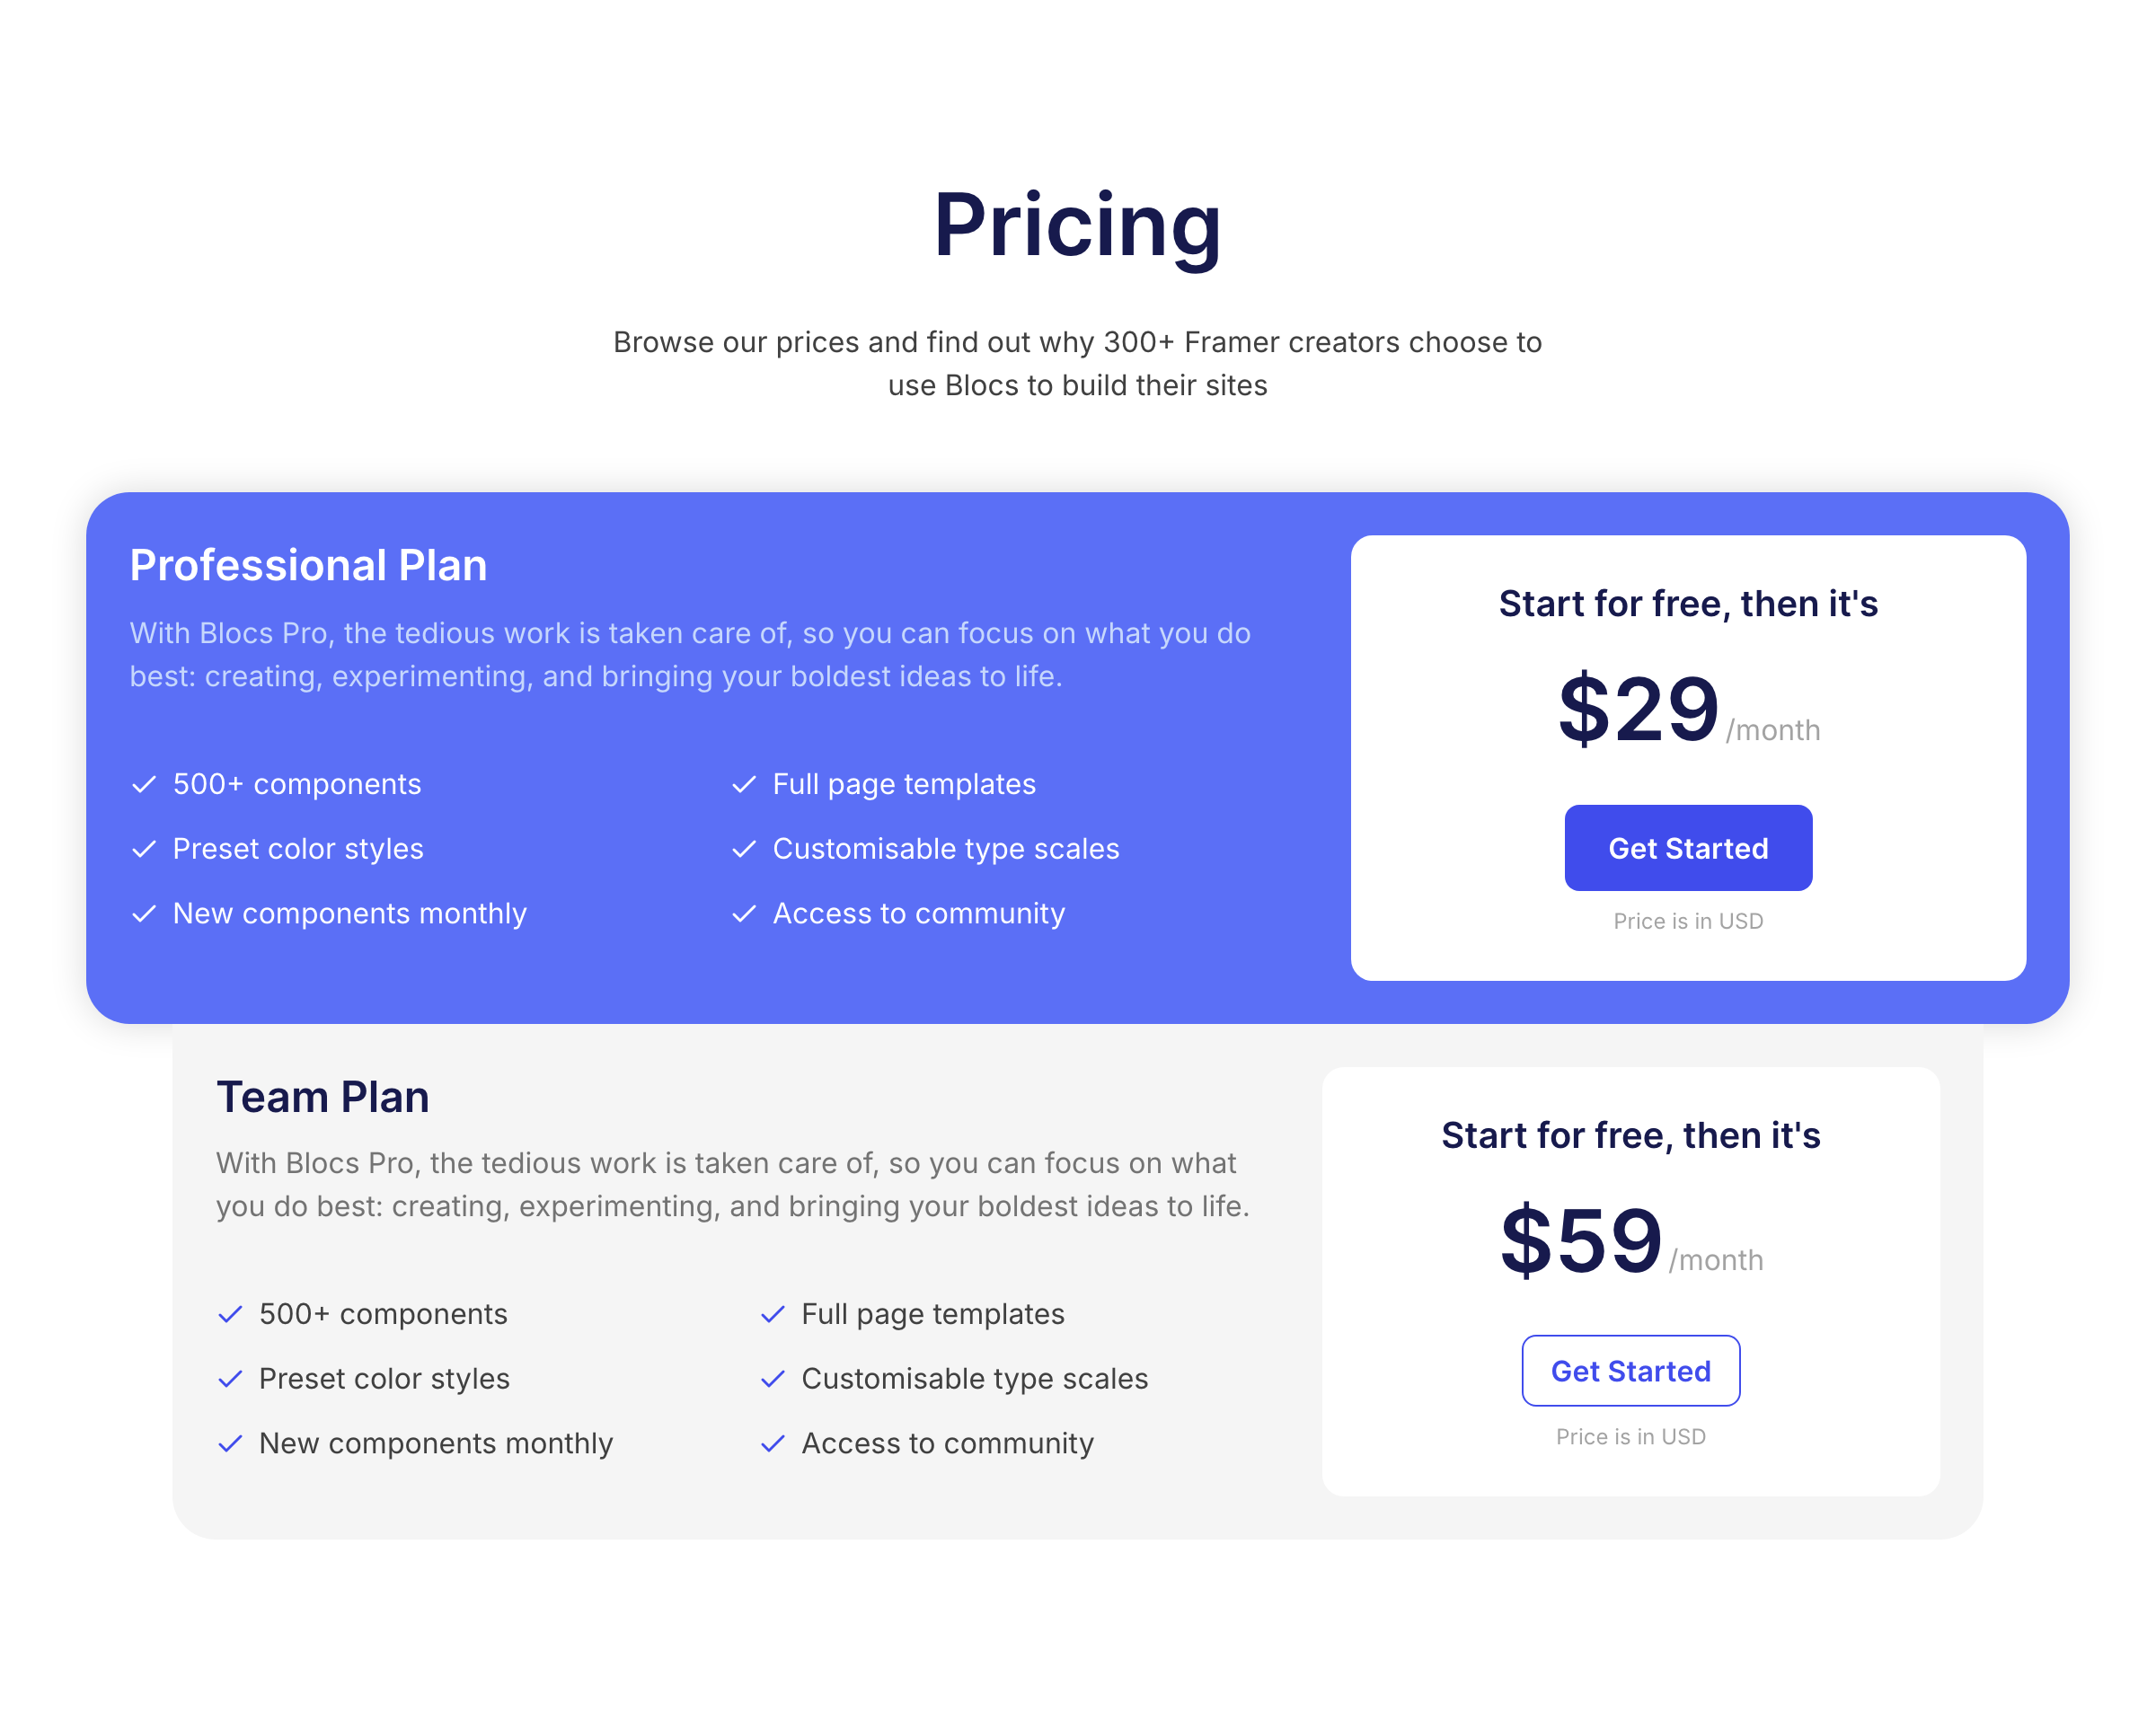 Pricing
Browse our prices and find out why 300+ Framer creators choose to
use Blocs to build their sites
Professional Plan
With Blocs Pro, the tedious work is taken care of, so you can focus on what you do
best: creating, experimenting, and bringing your boldest ideas to life.
500+ components
Full page templates
Preset color styles
Customisable type scales
New components monthly
Access to community
Start for free, then it's
$29 /month
Get Started
Price is in USD
Team Plan
With Blocs Pro, the tedious work is taken care of, so you can focus on what
you do best: creating, experimenting, and bringing your boldest ideas to life.
500+ components
Full page templates
Preset color styles
Customisable type scales
New components monthly
Access to community
Start for free, then it's
$59 /month
Get Started
Price is in USD